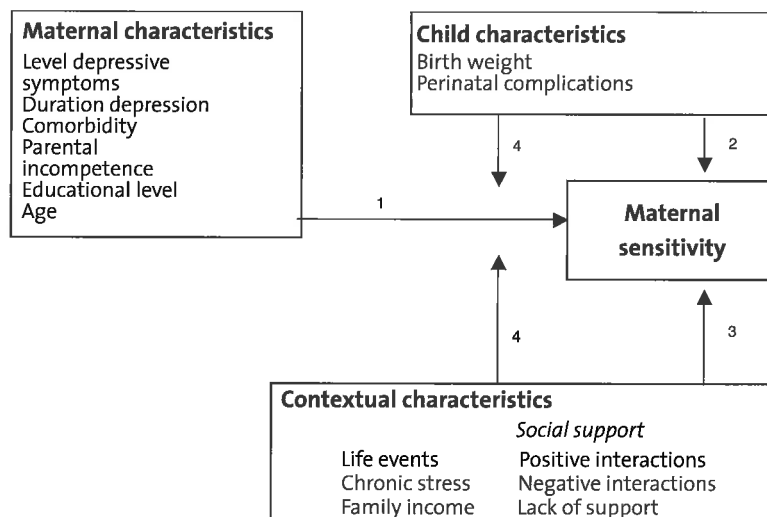 Maternal characteristics
Level depressive
symptoms
Duration depression
Comorbidity
Parental
incompetence
Educational level
Age
Child characteristics
Birth weight
Perinatal complications
4
2
1
Maternal
sensitivity
4
3
Contextual characteristics
Social support
Life events Positive interactions
Chronic stress Negative interactions
Family income Lack of support